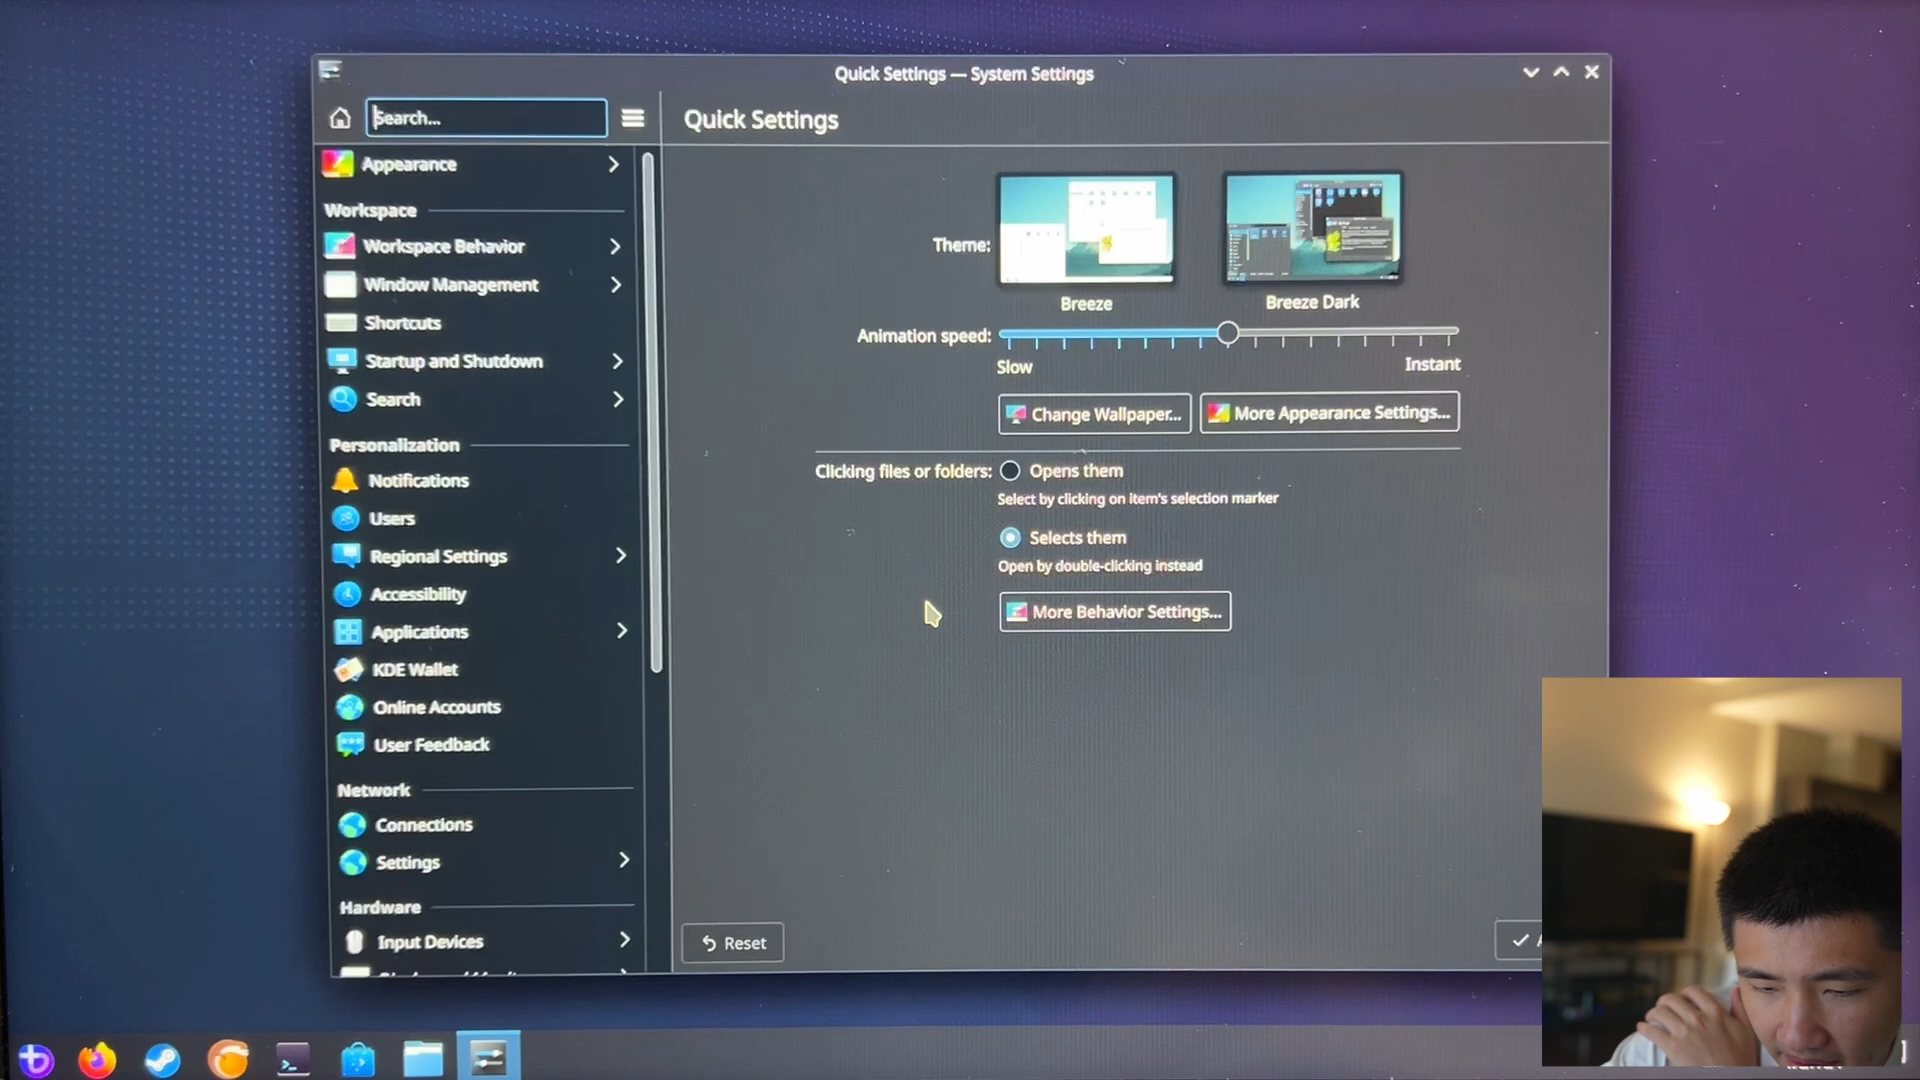 Quick Settings — System Settings
Search...
Quick Settings
Appearance
Workspace
Workspace Behavior
Window Management
Shortcuts
Startup and Shutdown
Search
Personalization
Notifications
Users
Regional Settings
Accessibility
Applications
KDE Wallet
Online Accounts
User Feedback
Network
Connections
Settings
Hardware
Input Devices
Theme:
Breeze
Breeze Dark
Animation speed:
Slow
Instant
Change Wallpaper...
More Appearance Settings...
Clicking files or folders:
Opens them
Select by clicking on item's selection marker
Selects them
Open by double-clicking instead
More Behavior Settings...
Reset